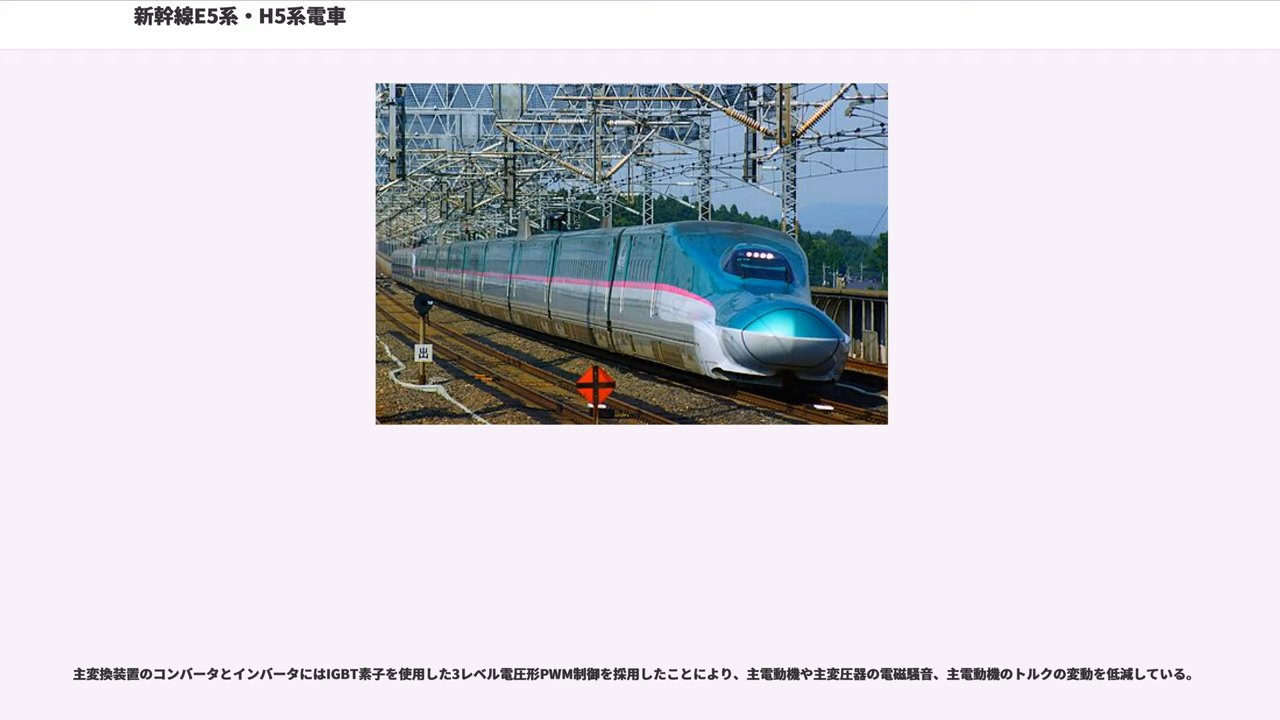 新幹線E5系・H5系電車
出
主変換装置のコンバータとインバータにはIGBT素子を使用した3レベル電圧形PWM制御を採用したことにより、主電動機や主変圧器の電磁騒音、主電動機のトルクの変動を低減している。